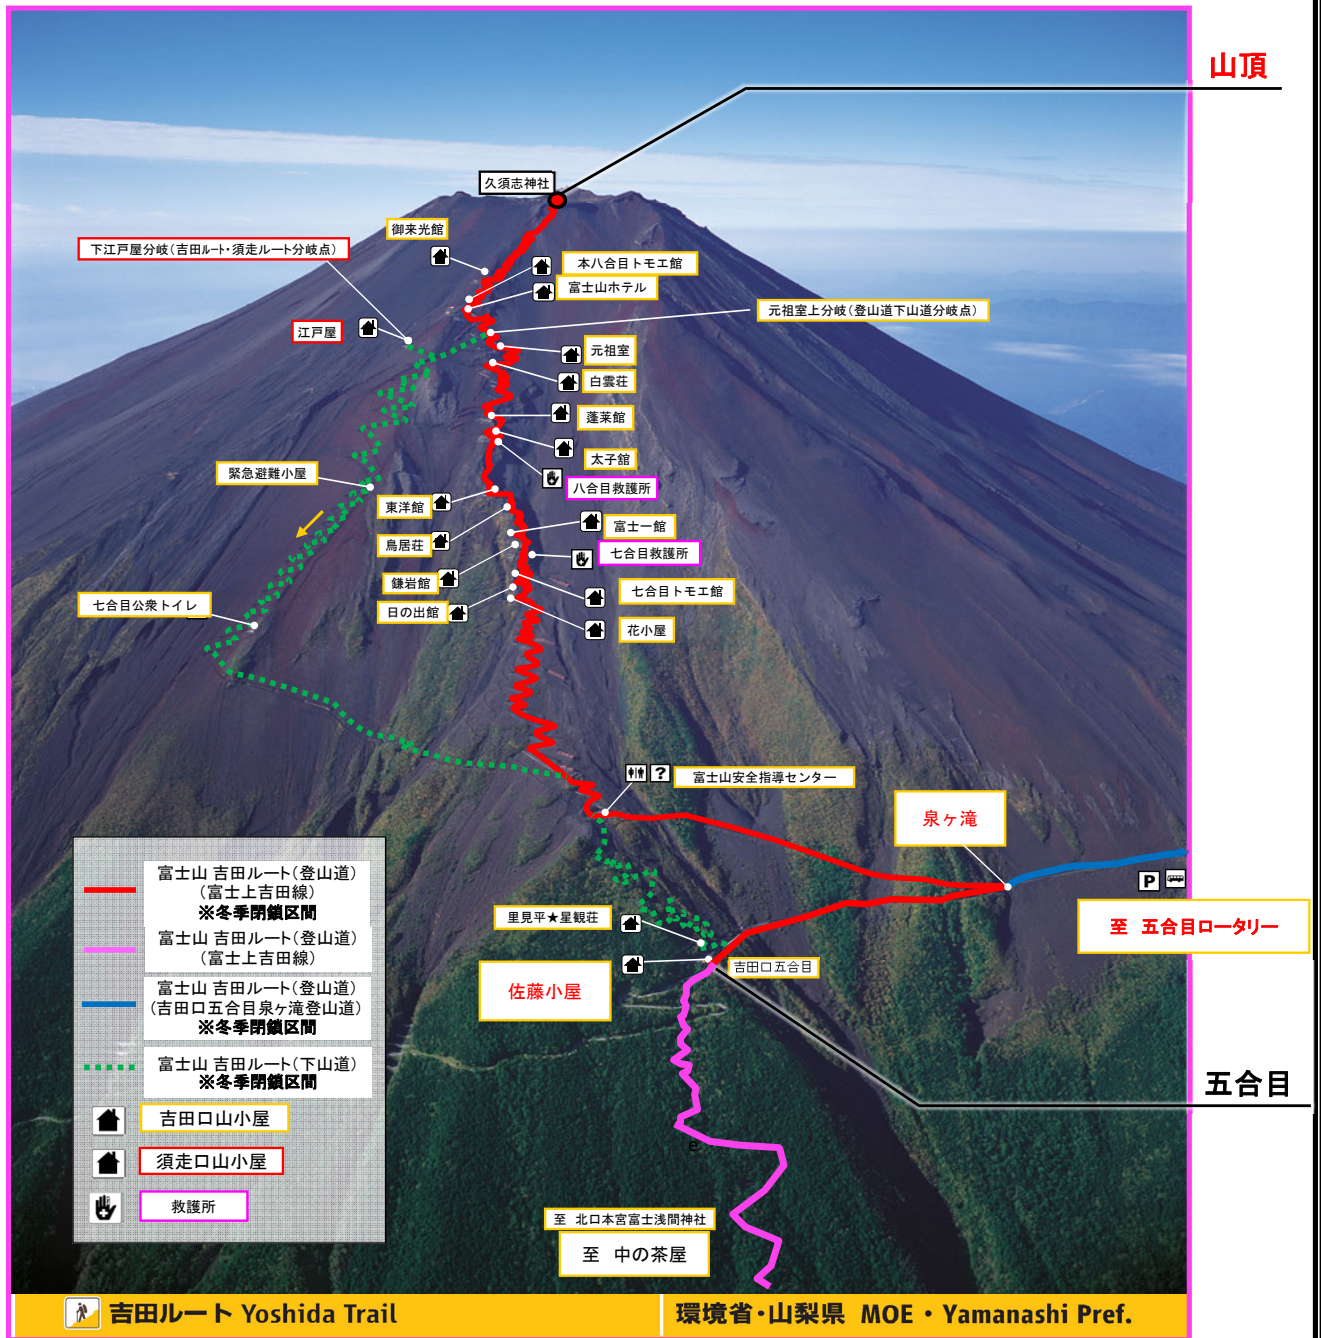 山頂
久須志神社
御来光館
下江戸屋分岐(吉田ルート・須走ルート分岐点)
本八合目トモエ館
富士山ホテル
元祖室上分岐(登山道下山道分岐点)
江戸屋
元祖室
白雲荘
蓬莱館
太子館
緊急避難小屋
八合目救護所
東洋館
富士一館
鳥居荘
七合目救護所
鎌岩館
七合目トモエ館
七合目公衆トイレ
日の出館
花小屋
?
富士山安全指導センター
泉ヶ滝
P
至 五合目ロータリー
里見平★星観荘
吉田口五合目
佐藤小屋
五合目
富士山 吉田ルート(登山道)
(富士上吉田線)
※冬季閉鎖区間
富士山 吉田ルート(登山道)
(富士上吉田線)
富士山 吉田ルート(登山道)
(吉田口五合目泉ヶ滝登山道)
※冬季閉鎖区間
富士山 吉田ルート(下山道)
※冬季閉鎖区間
吉田口山小屋
須走口山小屋
救護所
e
至 北口本宮冨士浅間神社
至 中の茶屋
吉田ルート Yoshida Trail
環境省・山梨県 MOE・Yamanashi Pref.